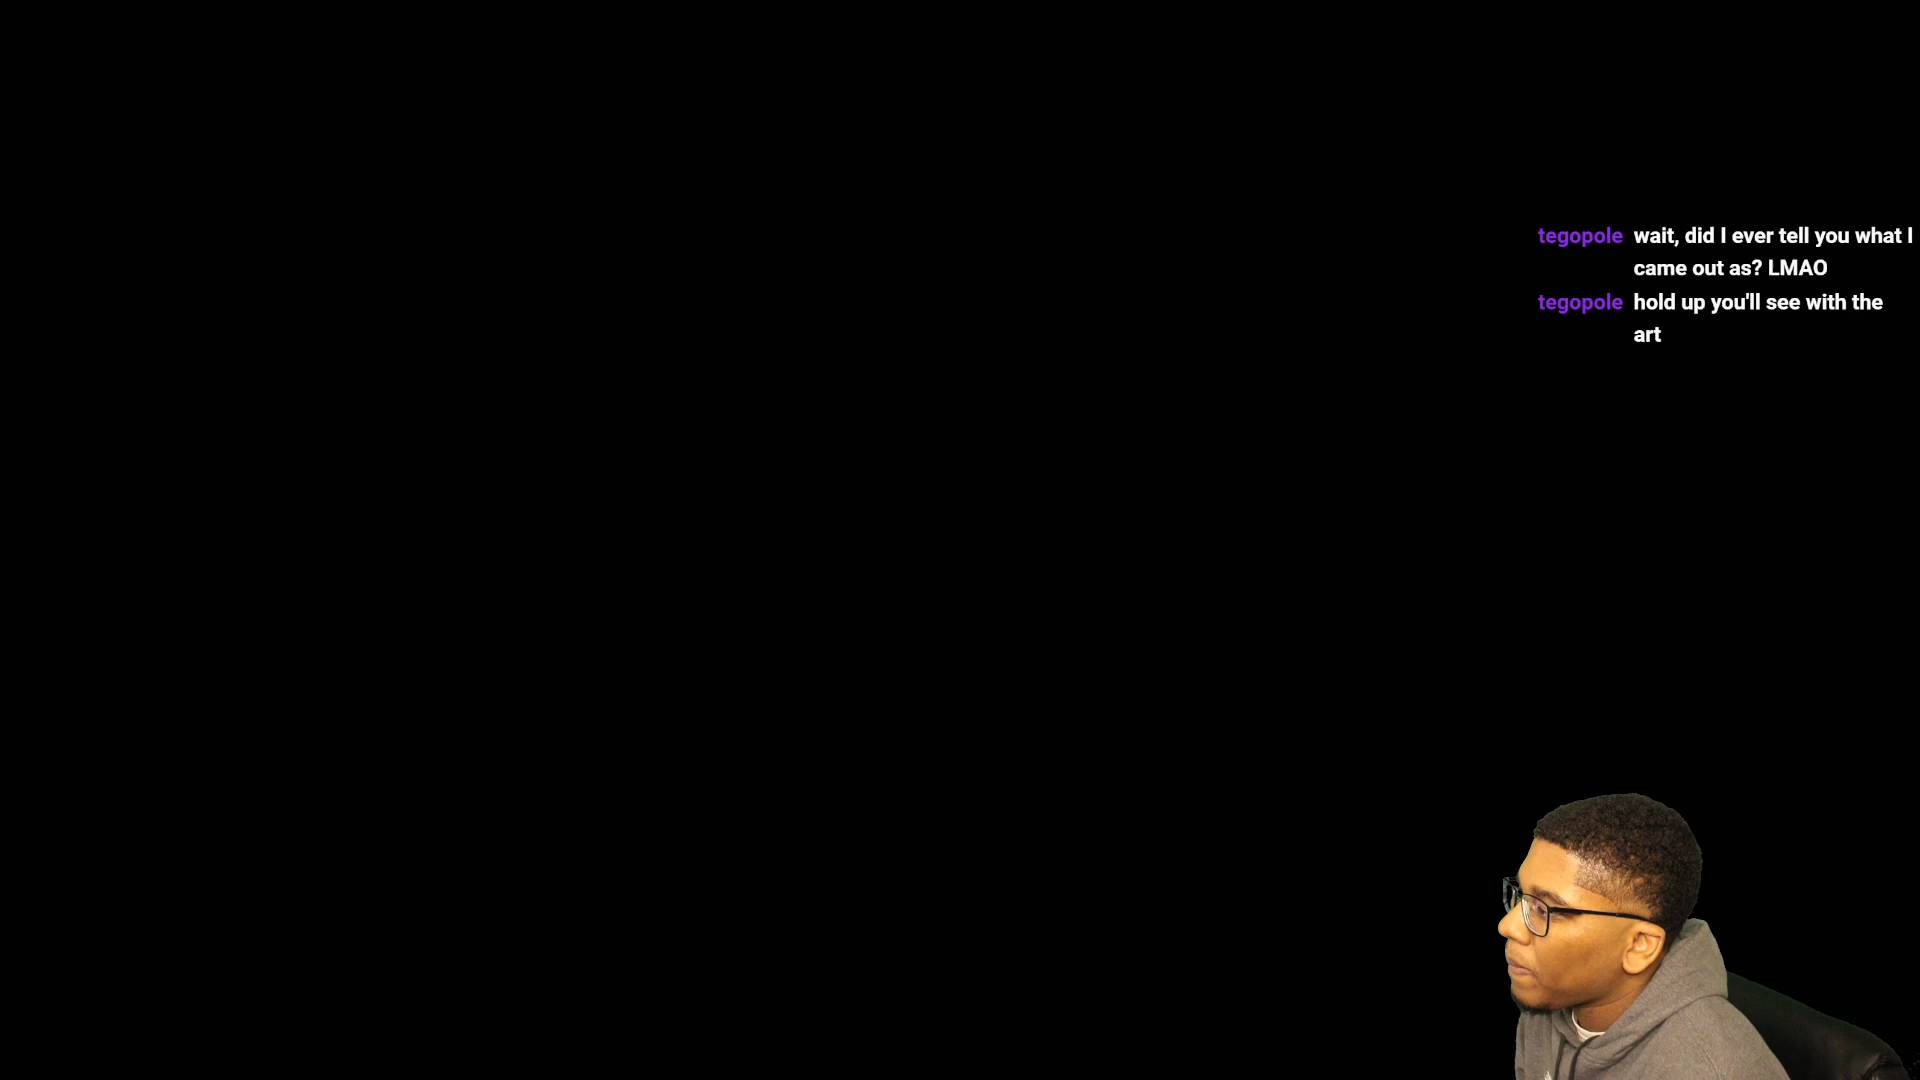 tegopole wait, did I ever tell you what I
came out as? LMAO
tegopole hold up you'll see with the
art